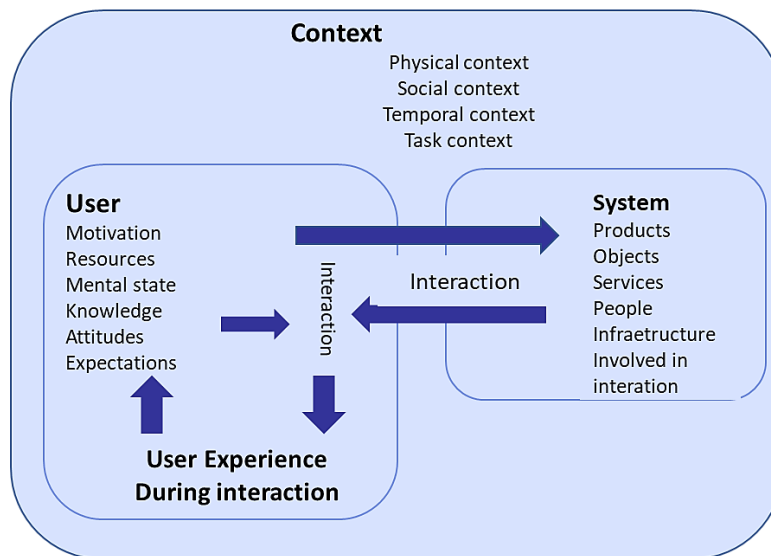 Context
Physical context
Social context
Temporal context
Task context
User
Motivation
Resources
Mental state
Knowledge
Attitudes
Expectations
Interaction
User Experience
During interaction
Interaction
System
Products
Objects
Services
People
Infraetructure
Involved in
interation